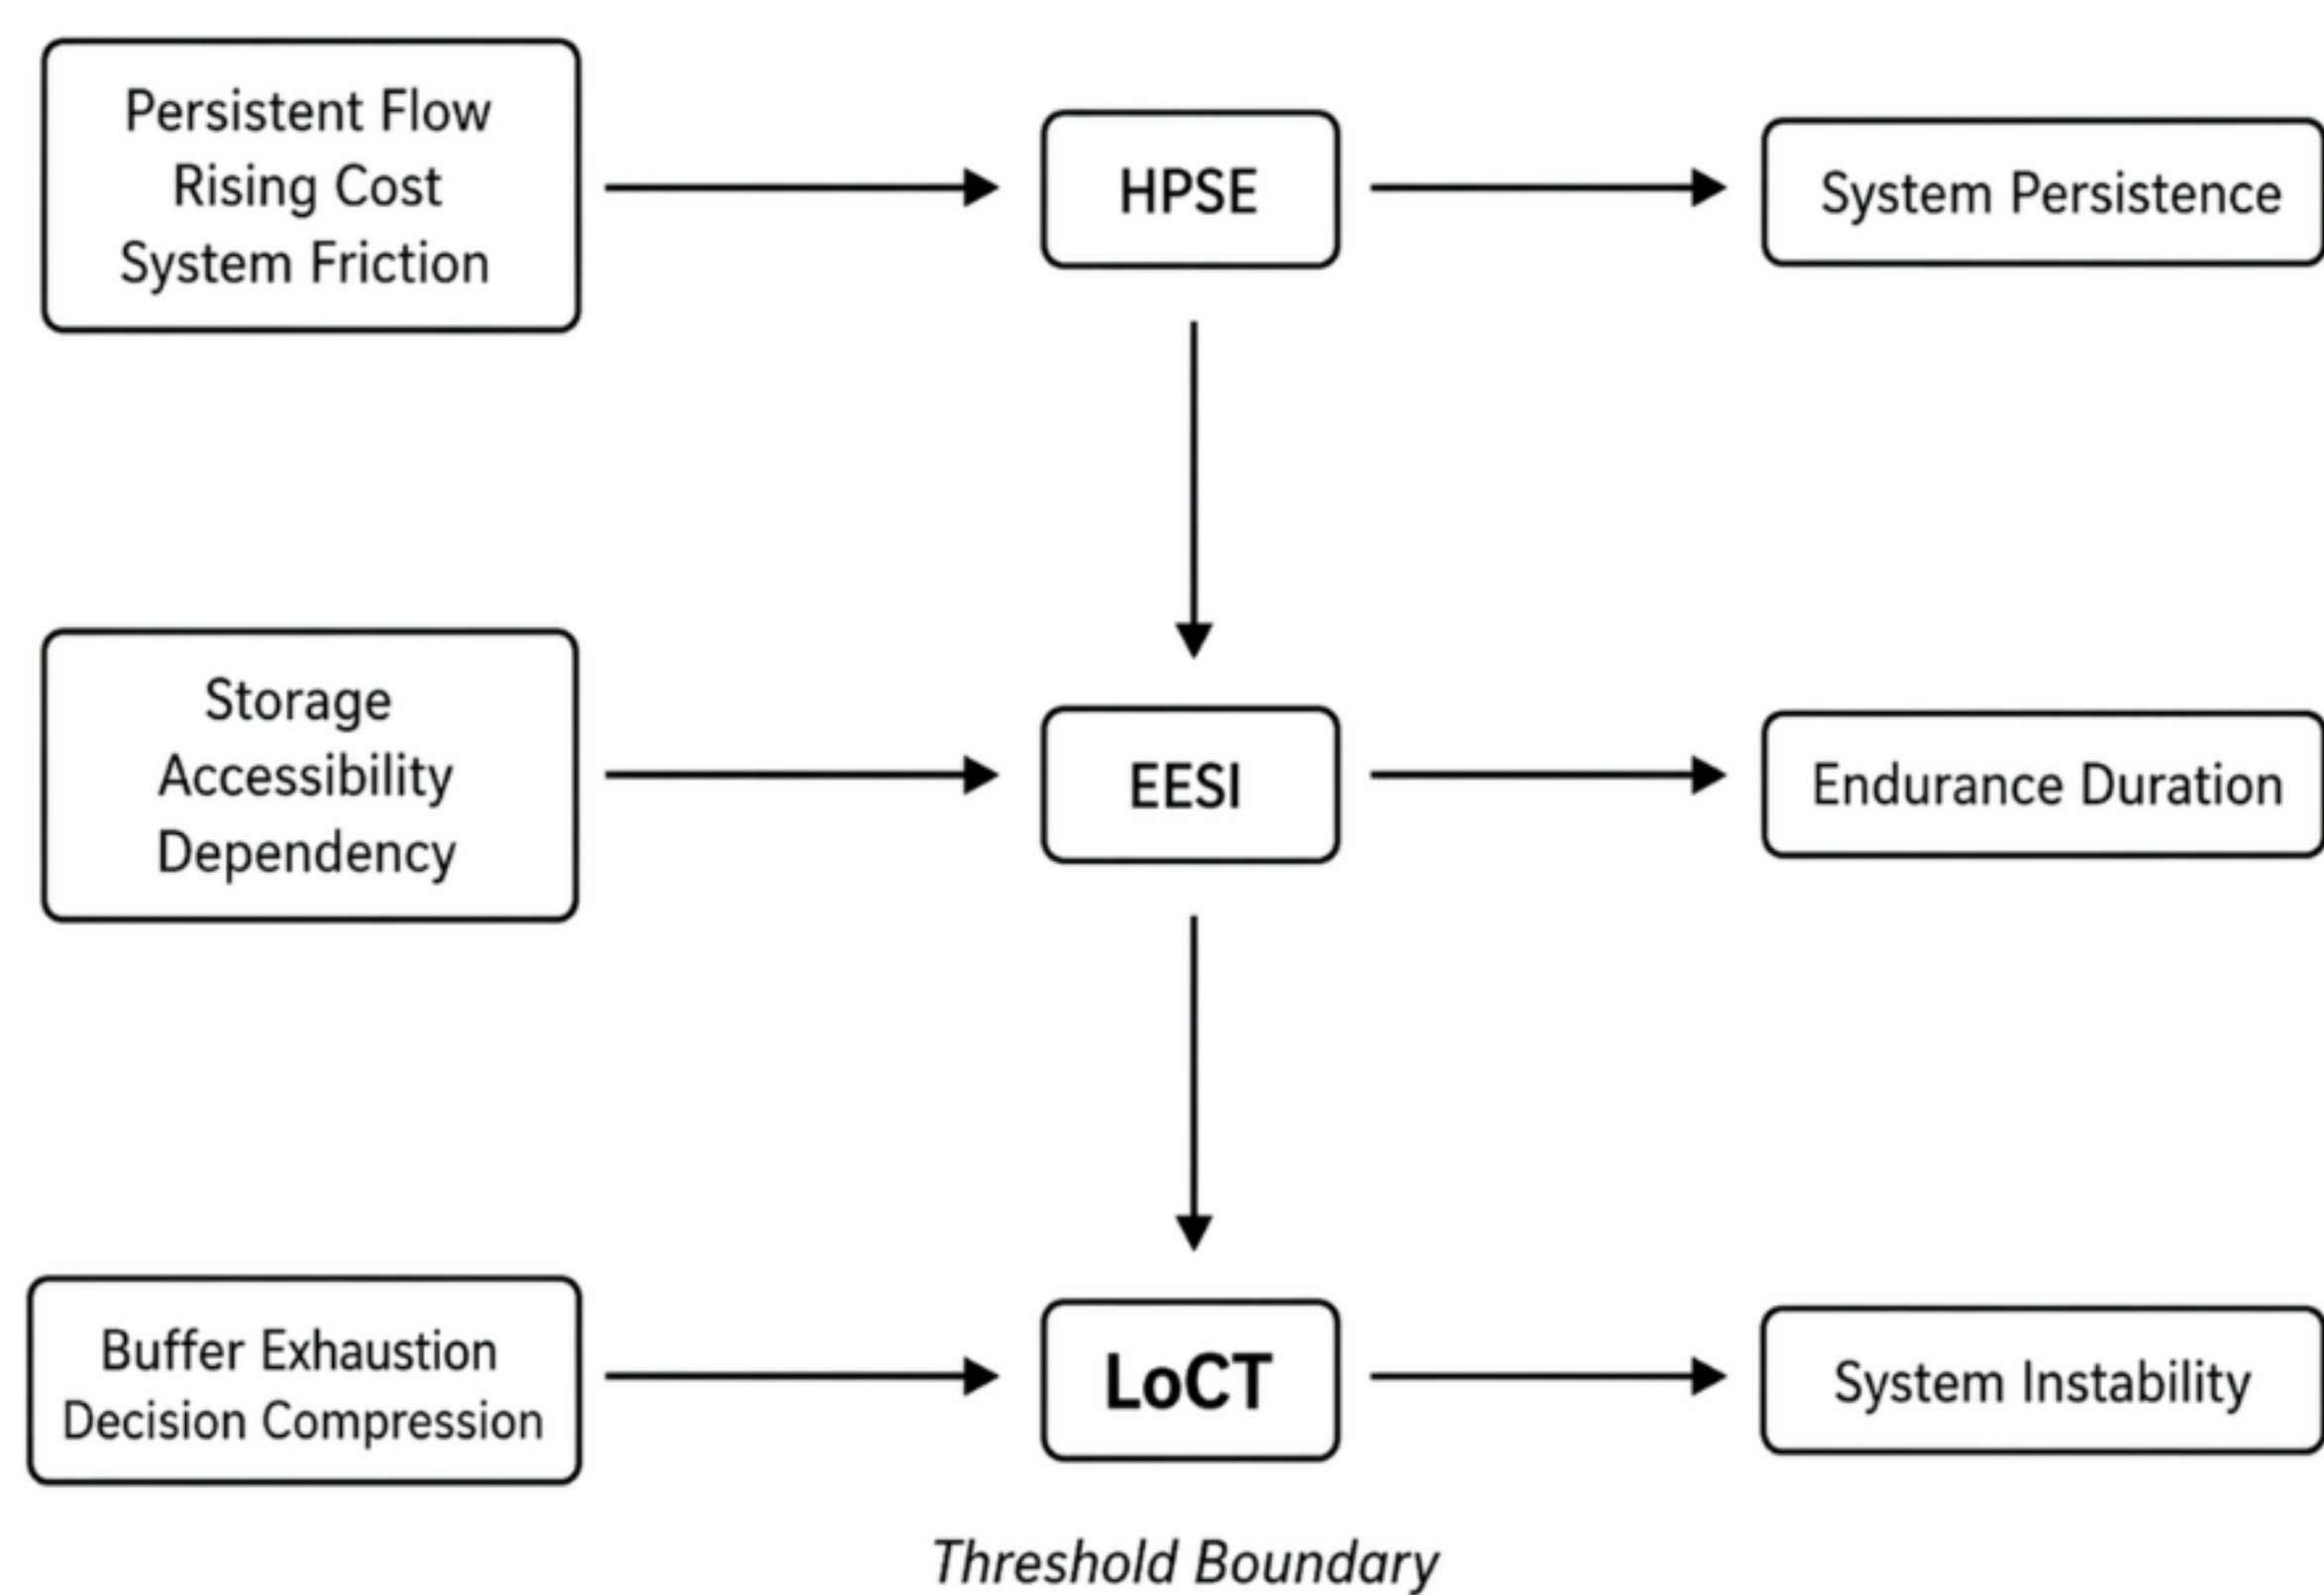 Persistent Flow
Rising Cost
System Friction
HPSE
System Persistence
Storage
Accessibility
Dependency
EESI
Endurance Duration
Buffer Exhaustion
Decision Compression
LoCT
System Instability
Threshold Boundary